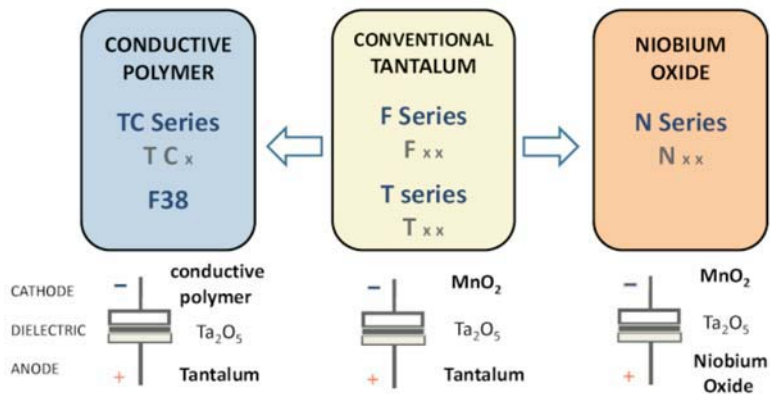 CONDUCTIVE
POLYMER
TC Series
T C x
F38
CONVENTIONAL
TANTALUM
F Series
F x x
T series
T x x
NIOBIUM
OXIDE
N Series
N x x
CATHODE
DIELECTRIC
ANODE
−
conductive
polymer
Ta₂O₅
+
Tantalum
−
MnO₂
Ta₂O₅
+
Tantalum
−
MnO₂
Ta₂O₅
+
Niobium
Oxide